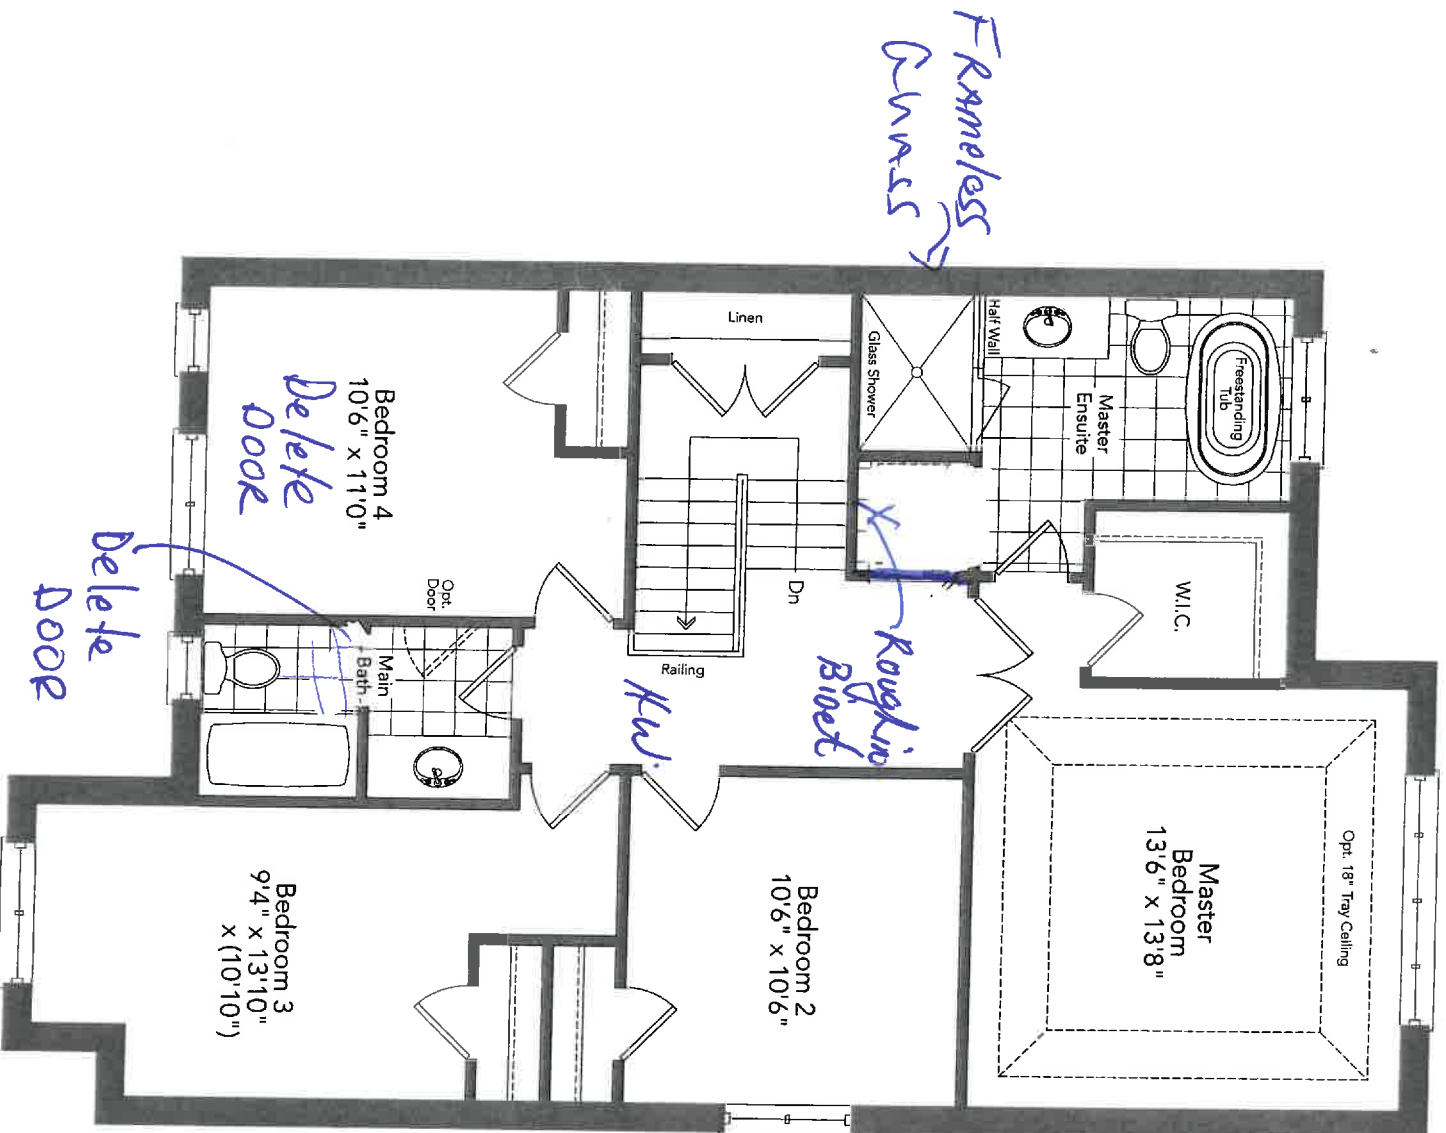 FRAMELESS
GLASS
Freestanding
Tub
Half Wall
Glass Shower
Master
Ensuite
Linen
W.I.C.
Bedroom 4
10'6" x 11'0"
Delete
DOOR
Opt.
Door
Dn
Railing
Rough in
BIDET
H.W.
Main
Bath
Delete
DOOR
Opt. 18" Tray Ceiling
Master
Bedroom
13'6" x 13'8"
Bedroom 2
10'6" x 10'6"
Bedroom 3
9'4" x 13'10"
x (10'10")